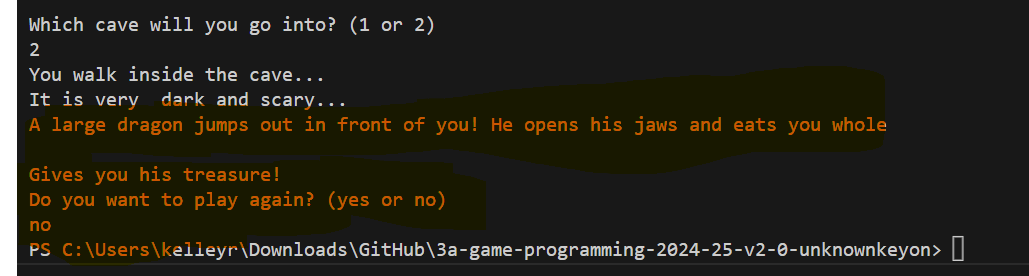 Which cave will you go into? (1 or 2)
2
You walk inside the cave...
It is very  dark and scary...
A large dragon jumps out in front of you! He opens his jaws and eats you whole
Gives you his treasure!
Do you want to play again? (yes or no)
no
PS C:\Users\kelleyr\Downloads\GitHub\3a-game-programming-2024-25-v2-0-unknownkeyon>